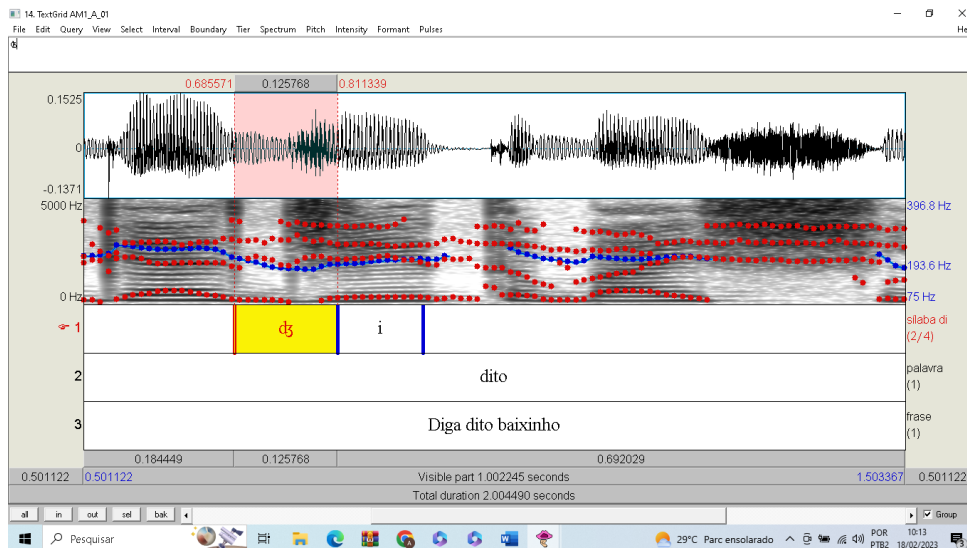 14. TextGrid AM1_A_01
File Edit Query View Select Interval Boundary Tier Spectrum Pitch Intensity Formant Pulses He
ʤ
0.685571 0.125768 0.811339
0.1525
0
-0.1371
5000 Hz 396.8 Hz
193.6 Hz
0 Hz 75 Hz
1 ʤ i sílaba di
(2/4)
2 dito palavra
(1)
3 Diga dito baixinho frase
(1)
0.184449 0.125768 0.692029
0.501122 0.501122 Visible part 1.002245 seconds 1.503367 0.501122
Total duration 2.004490 seconds
all in out sel bak Group
Pesquisar 29°C Parc ensolarado POR 10:13
PTB2 18/02/2023